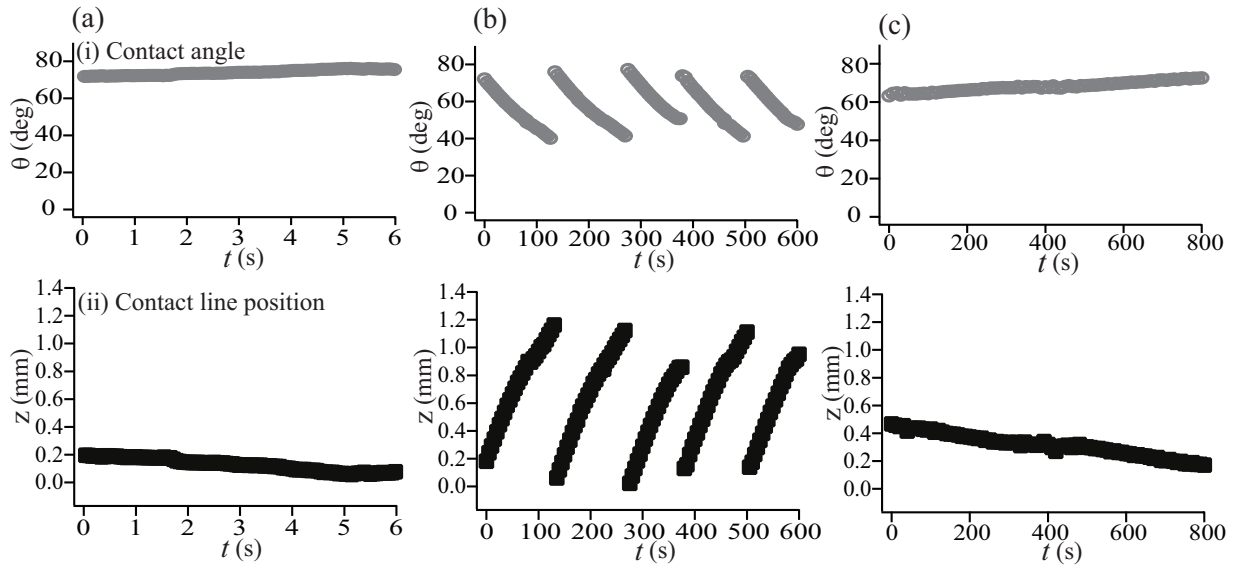 (a)
(i) Contact angle
80
60
40
20
0
θ (deg)
0 1 2 3 4 5 6
t (s)
(b)
80
60
40
20
0
θ (deg)
0 100 200 300 400 500 600
t (s)
(c)
80
60
40
20
0
θ (deg)
0 200 400 600 800
t (s)
(ii) Contact line position
1.4
1.2
1.0
0.8
0.6
0.4
0.2
0.0
z (mm)
0 1 2 3 4 5 6
t (s)
1.4
1.2
1.0
0.8
0.6
0.4
0.2
0.0
z (mm)
0 100 200 300 400 500 600
t (s)
1.4
1.2
1.0
0.8
0.6
0.4
0.2
0.0
z (mm)
0 200 400 600 800
t (s)